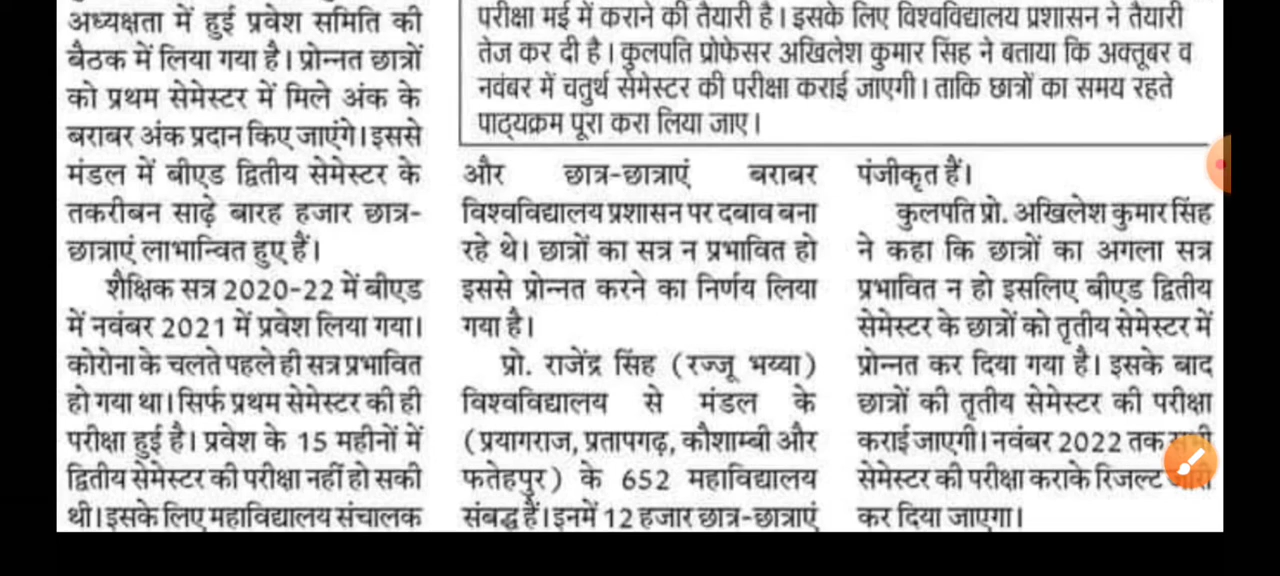 अध्यक्षता में हुई प्रवेश समिति की
बैठक में लिया गया है। प्रोन्नत छात्रों
को प्रथम सेमेस्टर में मिले अंक के
बराबर अंक प्रदान किए जाएंगे। इससे
मंडल में बीएड द्वितीय सेमेस्टर के
तकरीबन साढ़े बारह हजार छात्र-
छात्राएं लाभान्वित हुए हैं।
शैक्षिक सत्र 2020-22 में बीएड
में नवंबर 2021 में प्रवेश लिया गया।
कोरोना के चलते पहले ही सत्र प्रभावित
हो गया था। सिर्फ प्रथम सेमेस्टर की ही
परीक्षा हुई है। प्रवेश के 15 महीनों में
द्वितीय सेमेस्टर की परीक्षा नहीं हो सकी
थी। इसके लिए महाविद्यालय संचालक
परीक्षा मई में कराने की तैयारी है। इसके लिए विश्वविद्यालय प्रशासन ने तैयारी
तेज कर दी है। कुलपति प्रोफेसर अखिलेश कुमार सिंह ने बताया कि अक्तूबर व
नवंबर में चतुर्थ सेमेस्टर की परीक्षा कराई जाएगी। ताकि छात्रों का समय रहते
पाठ्यक्रम पूरा करा लिया जाए।
और छात्र-छात्राएं बराबर
विश्वविद्यालय प्रशासन पर दबाव बना
रहे थे। छात्रों का सत्र न प्रभावित हो
इससे प्रोन्नत करने का निर्णय लिया
गया है।
प्रो. राजेंद्र सिंह (रज्जू भय्या)
विश्वविद्यालय से मंडल के
(प्रयागराज, प्रतापगढ़, कौशाम्बी और
फतेहपुर) के 652 महाविद्यालय
संबद्ध हैं। इनमें 12 हजार छात्र-छात्राएं
पंजीकृत हैं।
कुलपति प्रो. अखिलेश कुमार सिंह
ने कहा कि छात्रों का अगला सत्र
प्रभावित न हो इसलिए बीएड द्वितीय
सेमेस्टर के छात्रों को तृतीय सेमेस्टर में
प्रोन्नत कर दिया गया है। इसके बाद
छात्रों की तृतीय सेमेस्टर की परीक्षा
कराई जाएगी। नवंबर 2022 तक
सेमेस्टर की परीक्षा कराके रिजल्ट
कर दिया जाएगा।